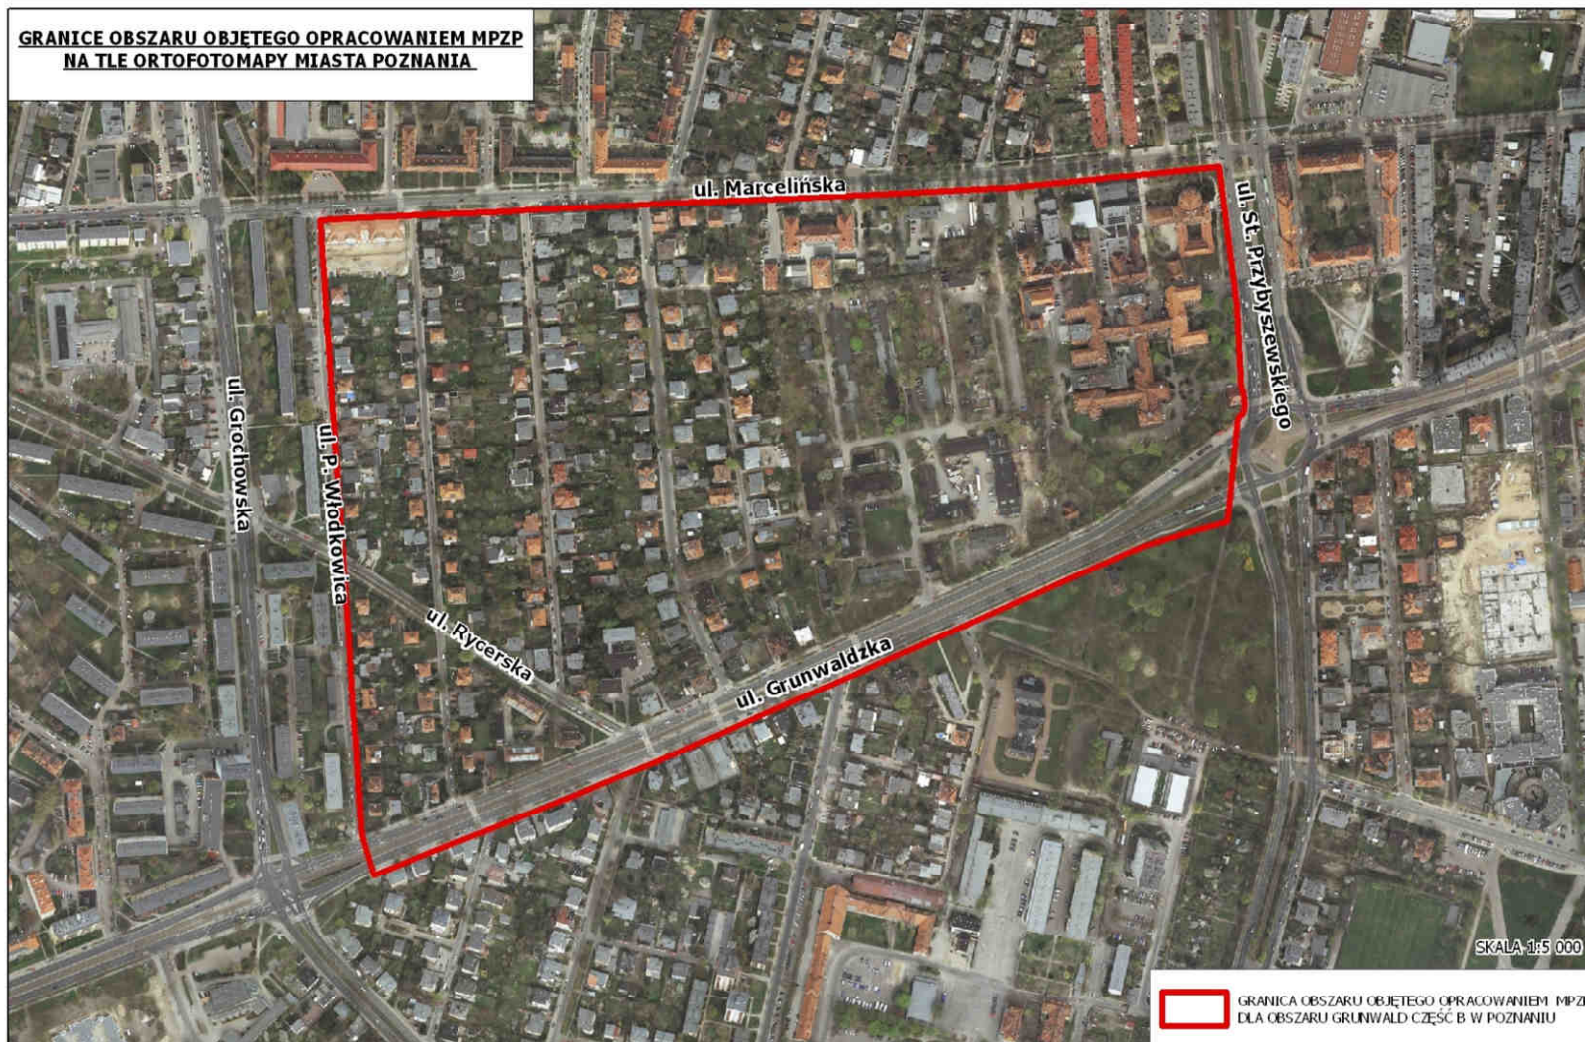 GRANICE OBSZARU OBJĘTEGO OPRACOWANIEM MPZP
NA TLE ORTOFOTOMAPY MIASTA POZNANIA
ul. Marcelińska
ul. St. Przybyszewskiego
ul. Grochowska
ul. P. Włodkowica
ul. Rycerska
ul. Grunwaldzka
SKALA 1:5 000
GRANICA OBSZARU OBJĘTEGO OPRACOWANIEM MPZ
DLA OBSZARU GRUNWALD CZĘŚĆ B W POZNANIU